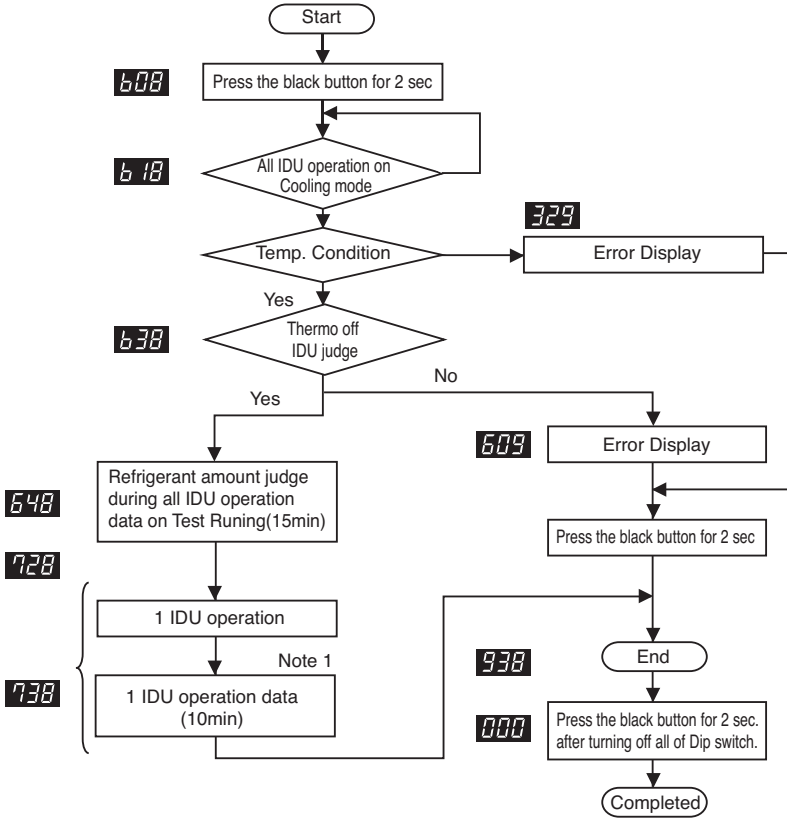 Start
b08
Press the black button for 2 sec
b18
All IDU operation on
Cooling mode
329
Temp. Condition
Error Display
Yes
b38
Thermo off
IDU judge
No
Yes
609
Error Display
648
Refrigerant amount judge
during all IDU operation
data on Test Runing(15min)
Press the black button for 2 sec
728
1 IDU operation
Note 1
938
End
738
1 IDU operation data
(10min)
000
Press the black button for 2 sec.
after turning off all of Dip switch.
Completed